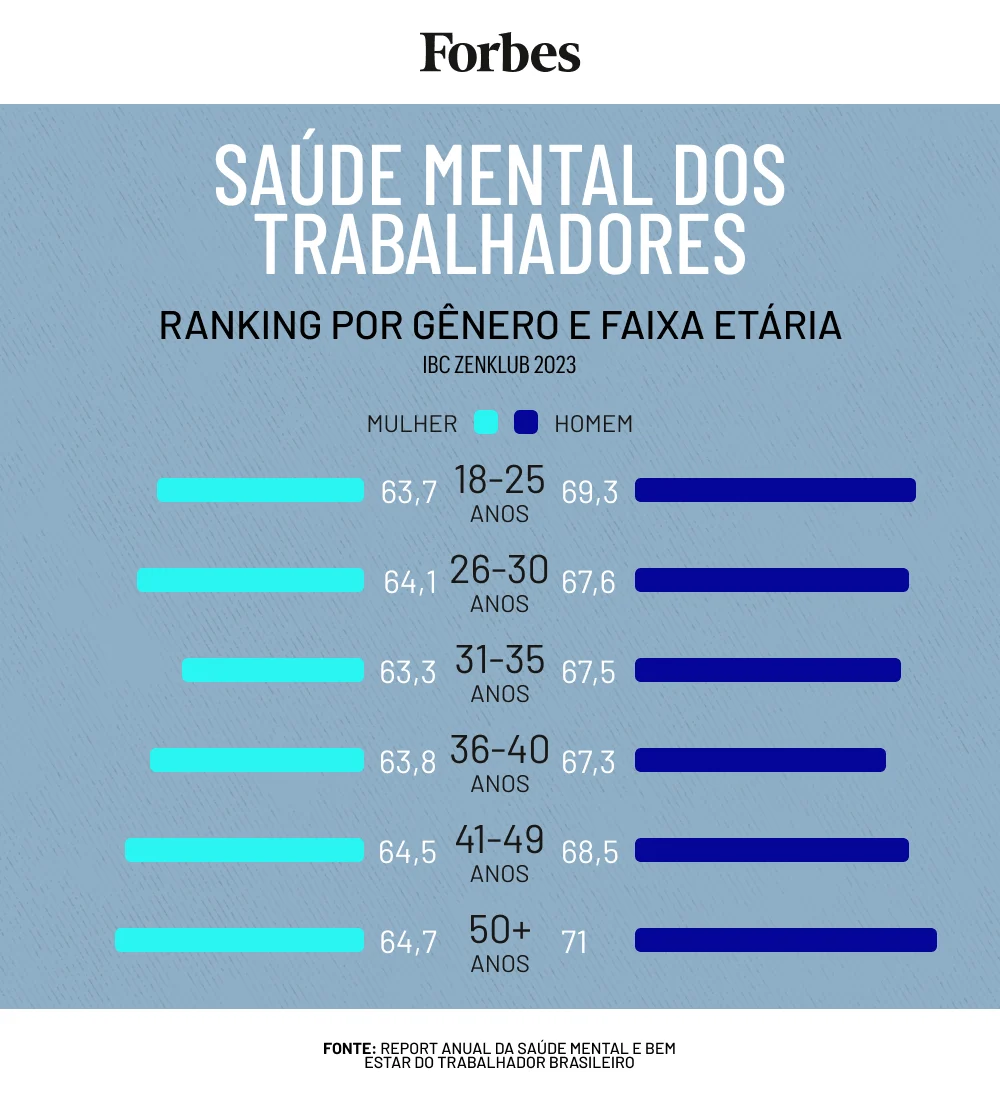 Forbes
SAÚDE MENTAL DOS
TRABALHADORES
RANKING POR GÊNERO E FAIXA ETÁRIA
IBC ZENKLUB 2023
MULHER HOMEM
63,7 18-25 69,3
ANOS
64,1 26-30 67,6
ANOS
63,3 31-35 67,5
ANOS
63,8 36-40 67,3
ANOS
64,5 41-49 68,5
ANOS
64,7 50+ 71
ANOS
FONTE: REPORT ANUAL DA SAÚDE MENTAL E BEM
ESTAR DO TRABALHADOR BRASILEIRO